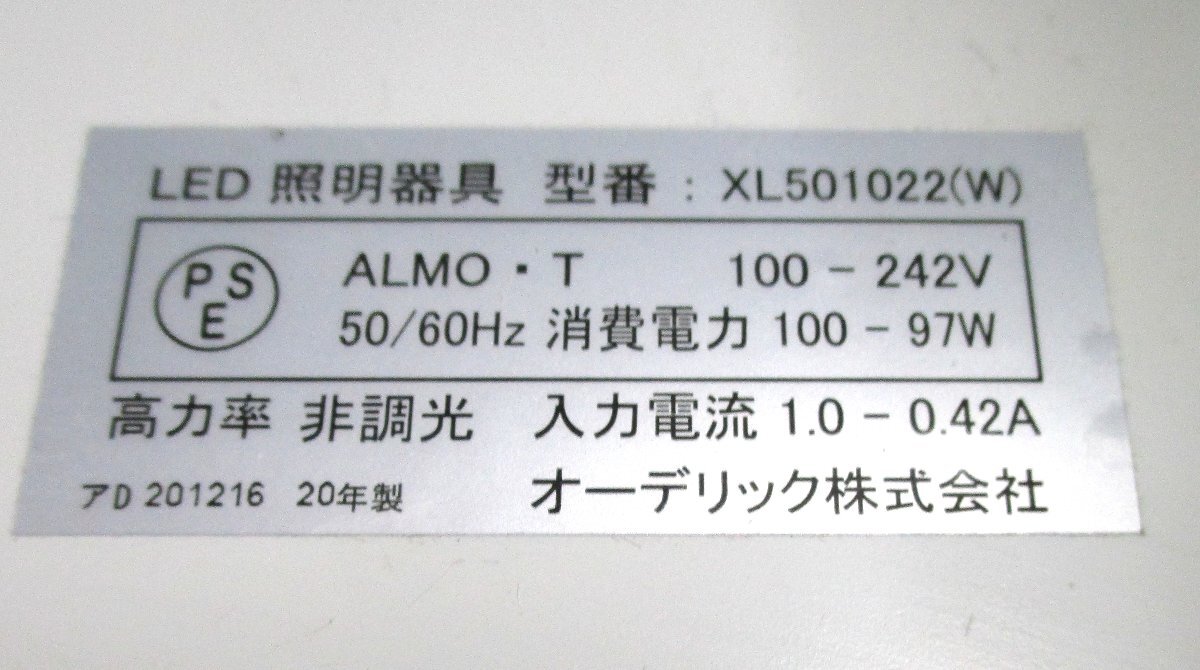 LED 照明器具 型番 : XL501022(W)
PSE ALMO・T 100 - 242V
50/60Hz 消費電力 100 - 97W
高力率 非調光 入力電流 1.0 - 0.42A
アD 201216 20年製 オーデリック株式会社